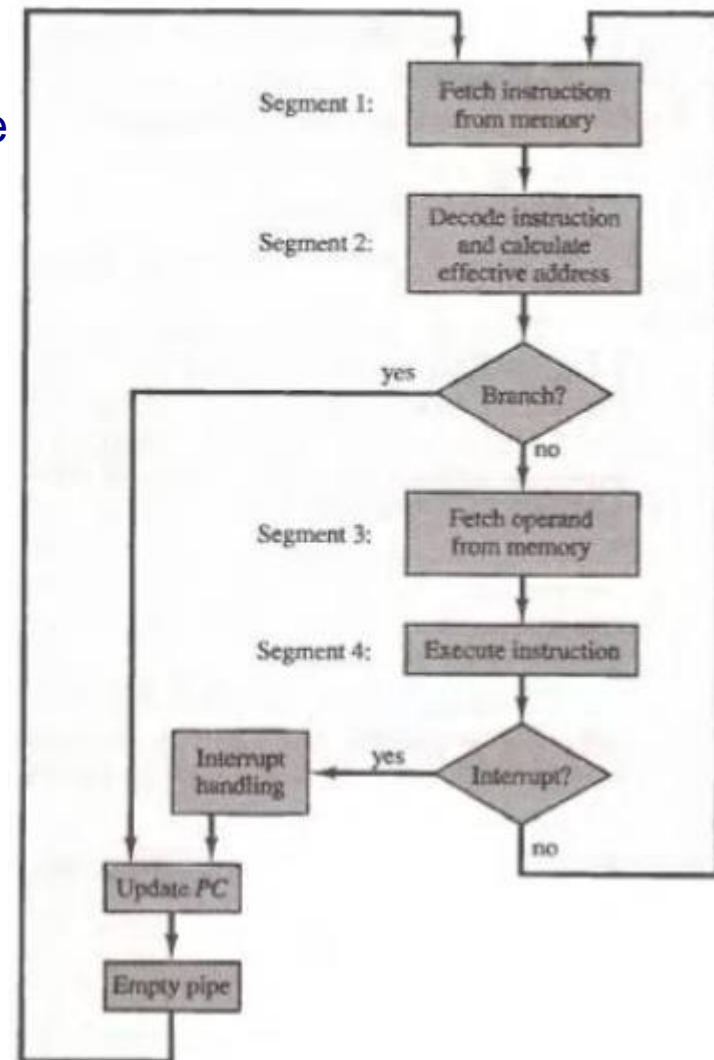 e
Segment 1:
Fetch instruction
from memory
Segment 2:
Decode instruction
and calculate
effective address
yes
Branch?
no
Segment 3:
Fetch operand
from memory
Segment 4:
Execute instruction
Interrupt
handling
yes
Interrupt?
no
Update PC
Empty pipe